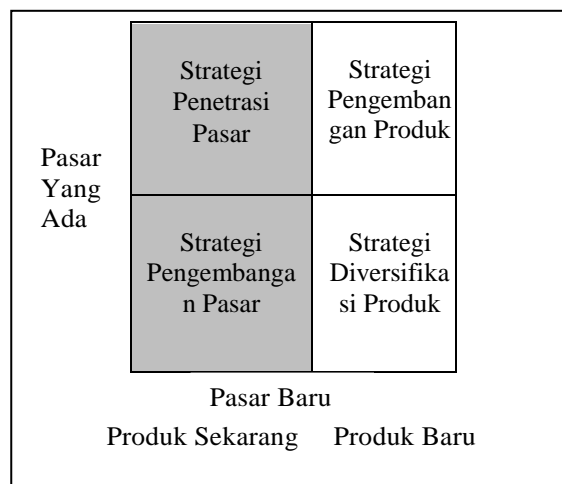 Strategi
Penetrasi
Pasar
Strategi
Pengemban
gan Produk
Pasar
Yang
Ada
Strategi
Pengembanga
n Pasar
Strategi
Diversifika
si Produk
Pasar Baru
Produk Sekarang
Produk Baru